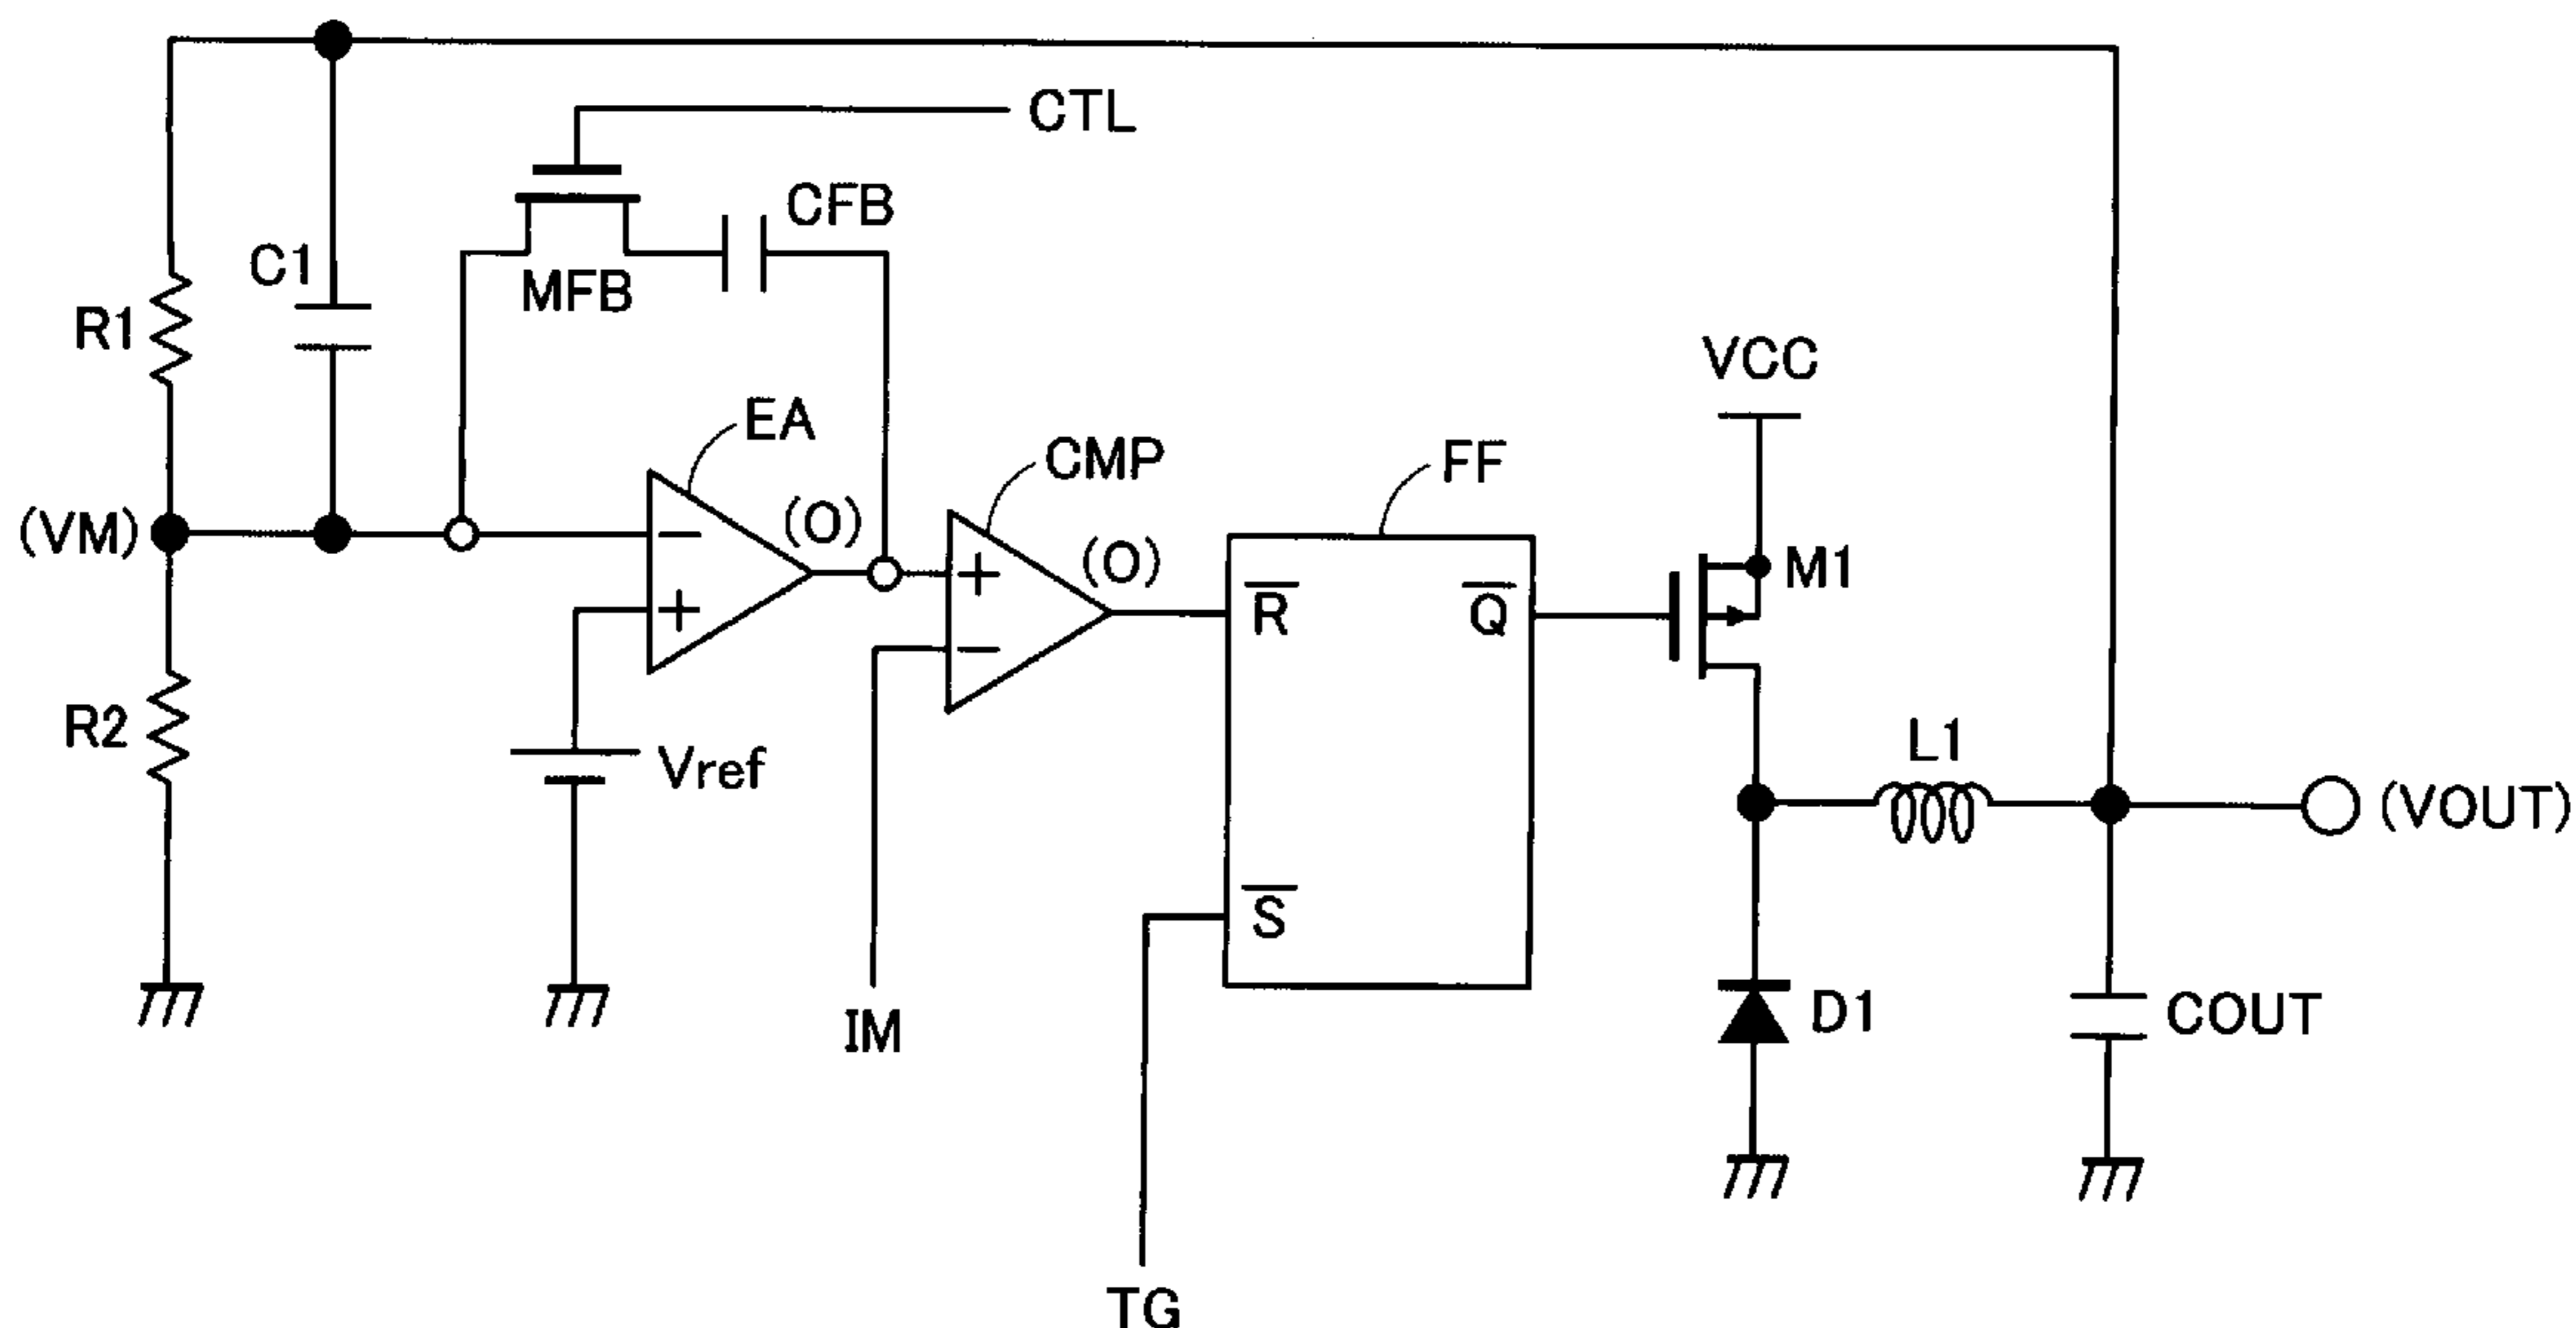 CTL
CFB
C1
MFB
R1
VCC
EA
CMP
FF
(VM)
−
(O)
+
(O)
M1
R̅
Q̅
+
−
R2
Vref
L1
(VOUT)
S̅
IM
D1
COUT
TG